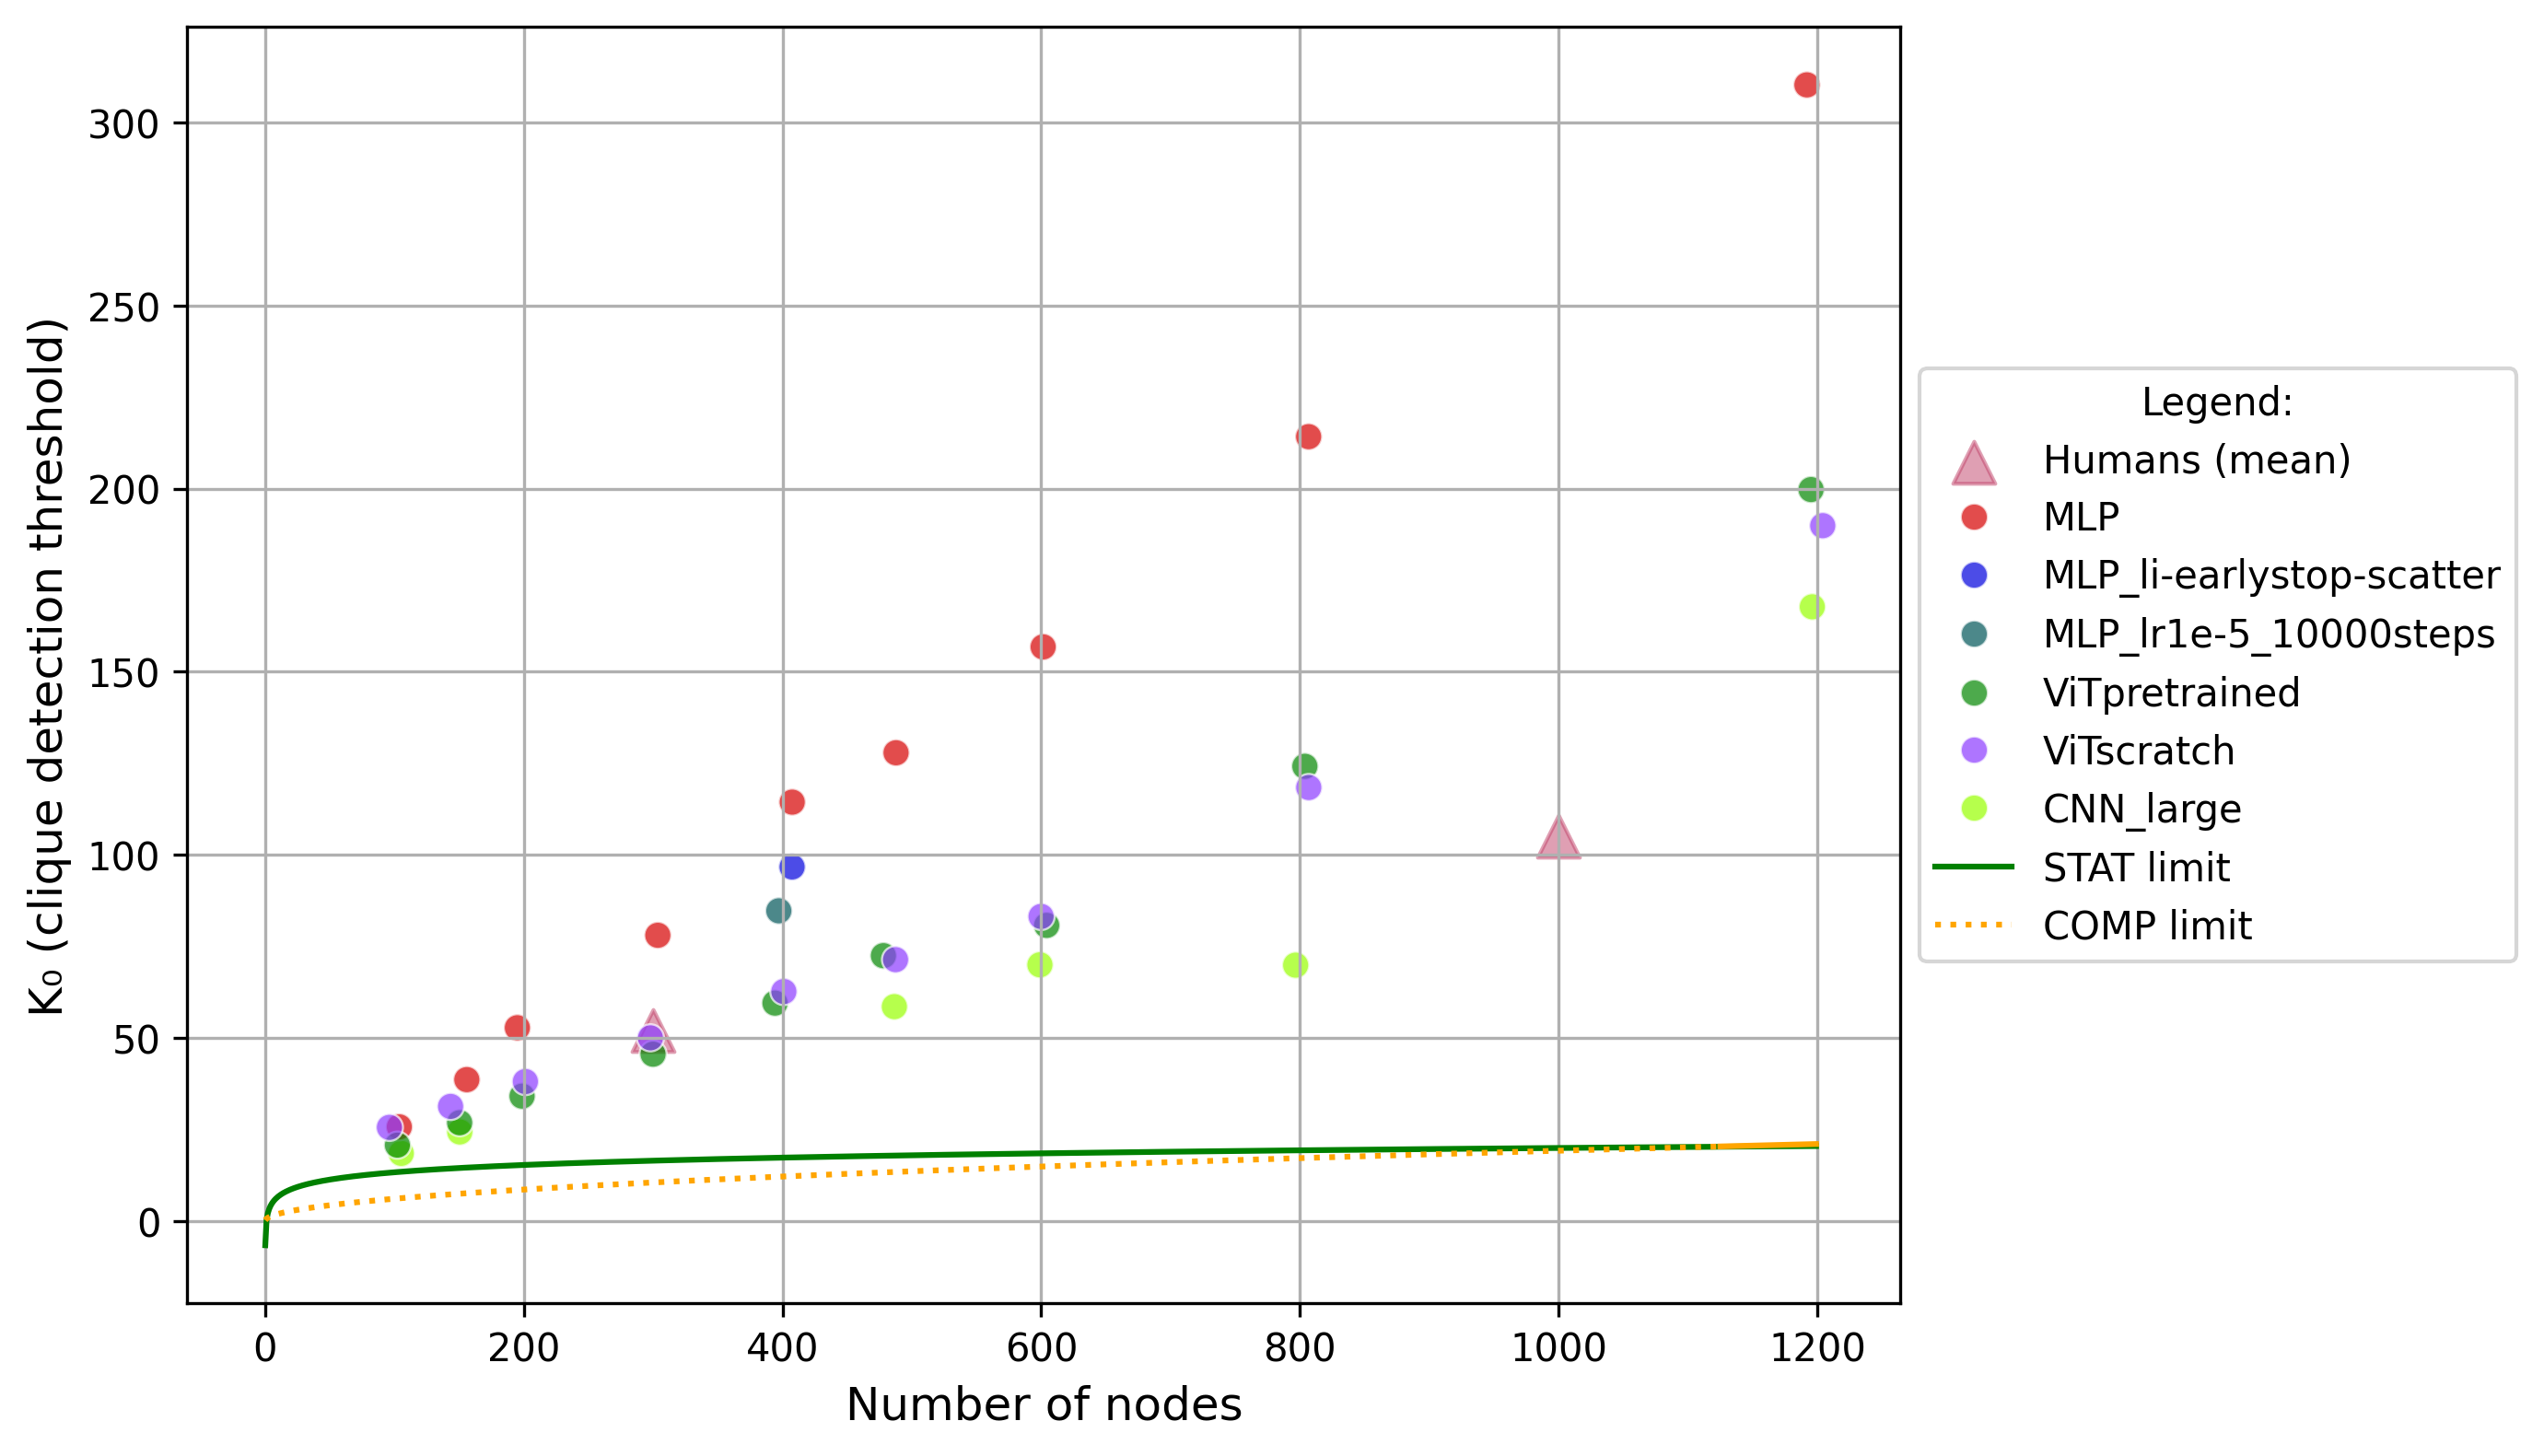 K₀ (clique detection threshold)
300
250
200
150
100
50
0
0 200 400 600 800 1000 1200
Number of nodes
Legend:
Humans (mean)
MLP
MLP_li-earlystop-scatter
MLP_lr1e-5_10000steps
ViTpretrained
ViTscratch
CNN_large
STAT limit
COMP limit